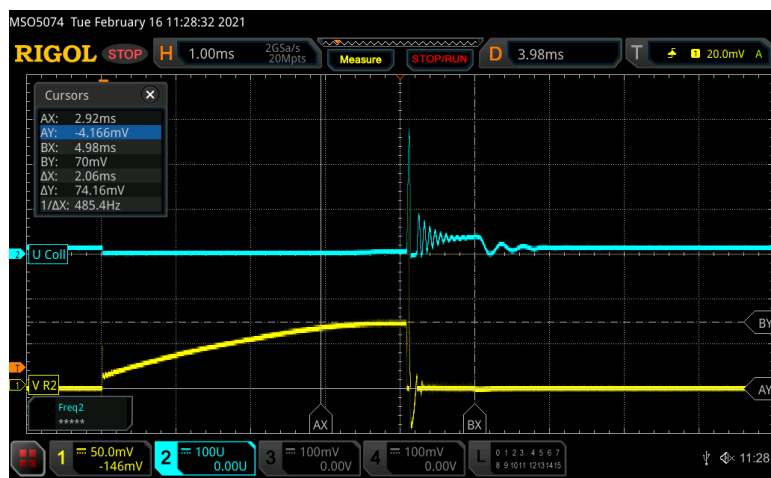 MSO5074 Tue February 16 11:28:32 2021
RIGOL STOP H 1.00ms 2GSa/s 20Mpts Measure STOP/RUN D 3.98ms T 1 20.0mV A
Cursors
AX: 2.92ms
AY: -4.166mV
BX: 4.98ms
BY: 70mV
ΔX: 2.06ms
ΔY: 74.16mV
1/ΔX: 485.4Hz
2 U Coll
BY
T
1 V R2
AY
Freq2
*****
AX BX
1 50.0mV -146mV 2 100U 0.00U 3 100mV 0.00V 4 100mV 0.00V L 0 1 2 3 4 5 6 7
8 9 10 11 12 13 14 15
11:28